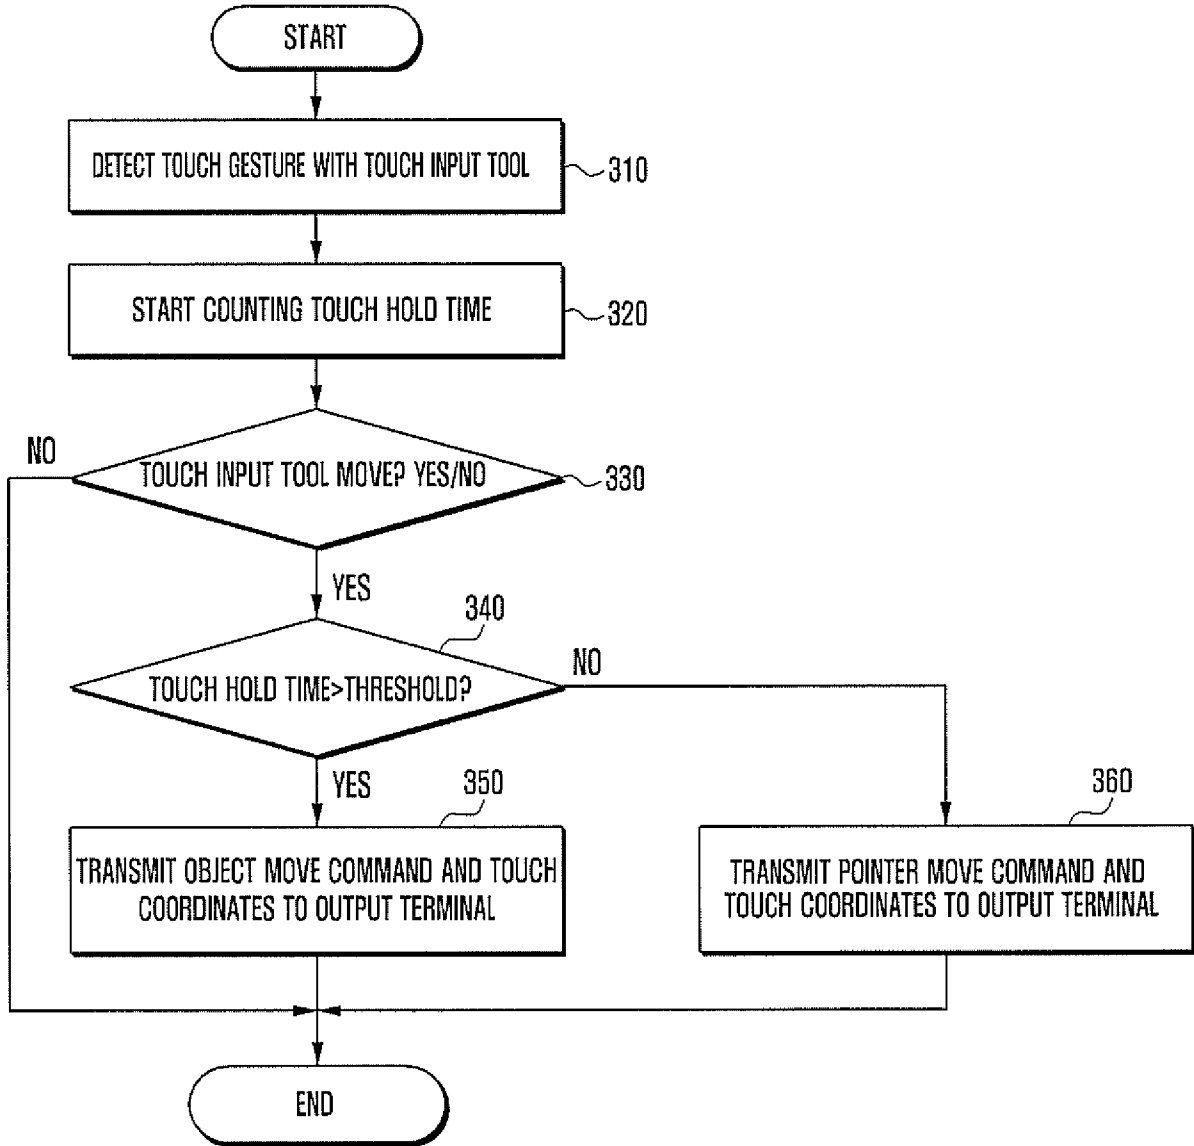 START
DETECT TOUCH GESTURE WITH TOUCH INPUT TOOL
310
START COUNTING TOUCH HOLD TIME
320
NO
TOUCH INPUT TOOL MOVE? YES/NO
330
YES
340
NO
TOUCH HOLD TIME>THRESHOLD?
YES
350
360
TRANSMIT OBJECT MOVE COMMAND AND TOUCH
COORDINATES TO OUTPUT TERMINAL
TRANSMIT POINTER MOVE COMMAND AND
TOUCH COORDINATES TO OUTPUT TERMINAL
END